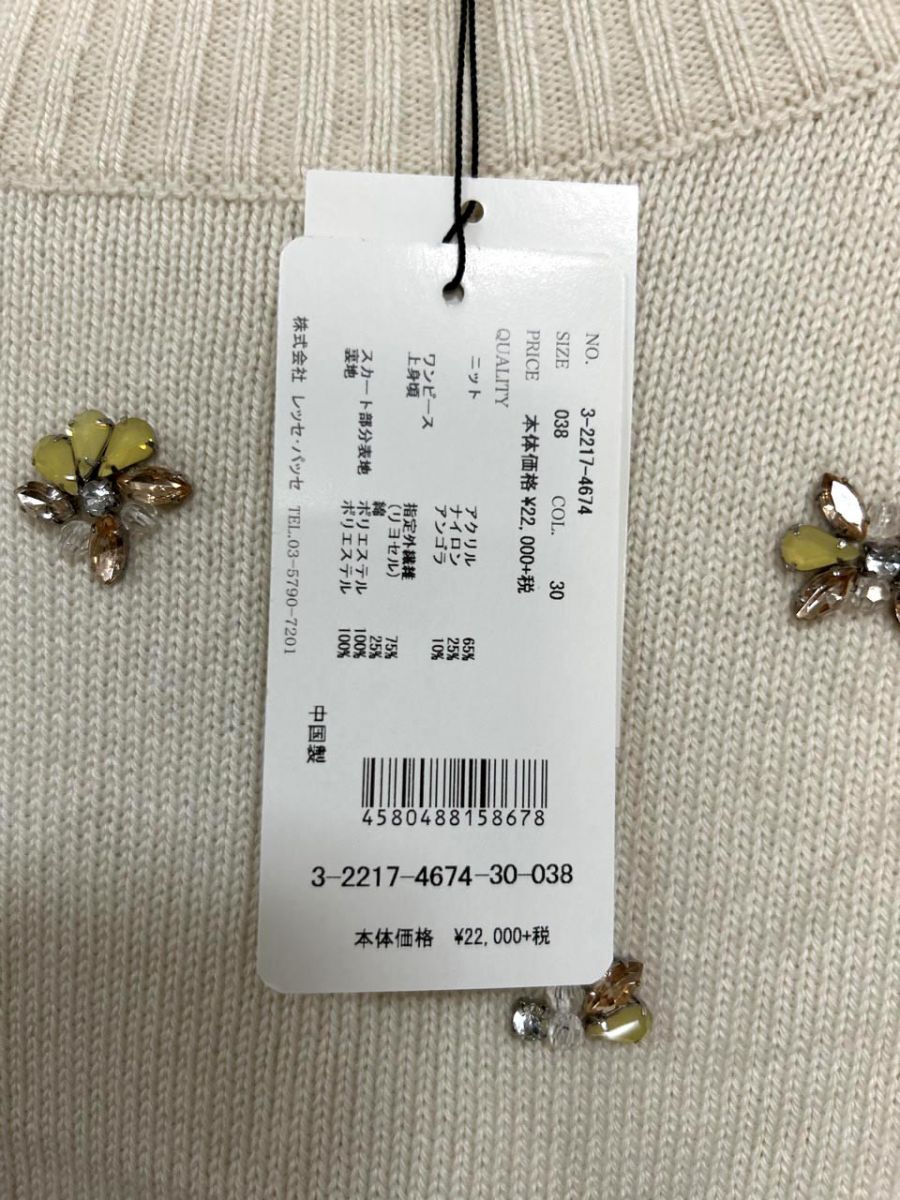 NO. 3-2217-4674
SIZE 038 COL. 30
PRICE 本体価格 ¥22,000+税
QUALITY
ニット アクリル 65%
ナイロン 25%
アンゴラ 10%
ワンピース
上身頃 指定外繊維
(リヨセル) 75%
綿 25%
スカート部分表地 ポリエステル 100%
裏地 ポリエステル 100%
中国製
株式会社 レッセ・パッセ TEL.03-5790-7201
4580488158678
3-2217-4674-30-038
本体価格 ¥22,000+税